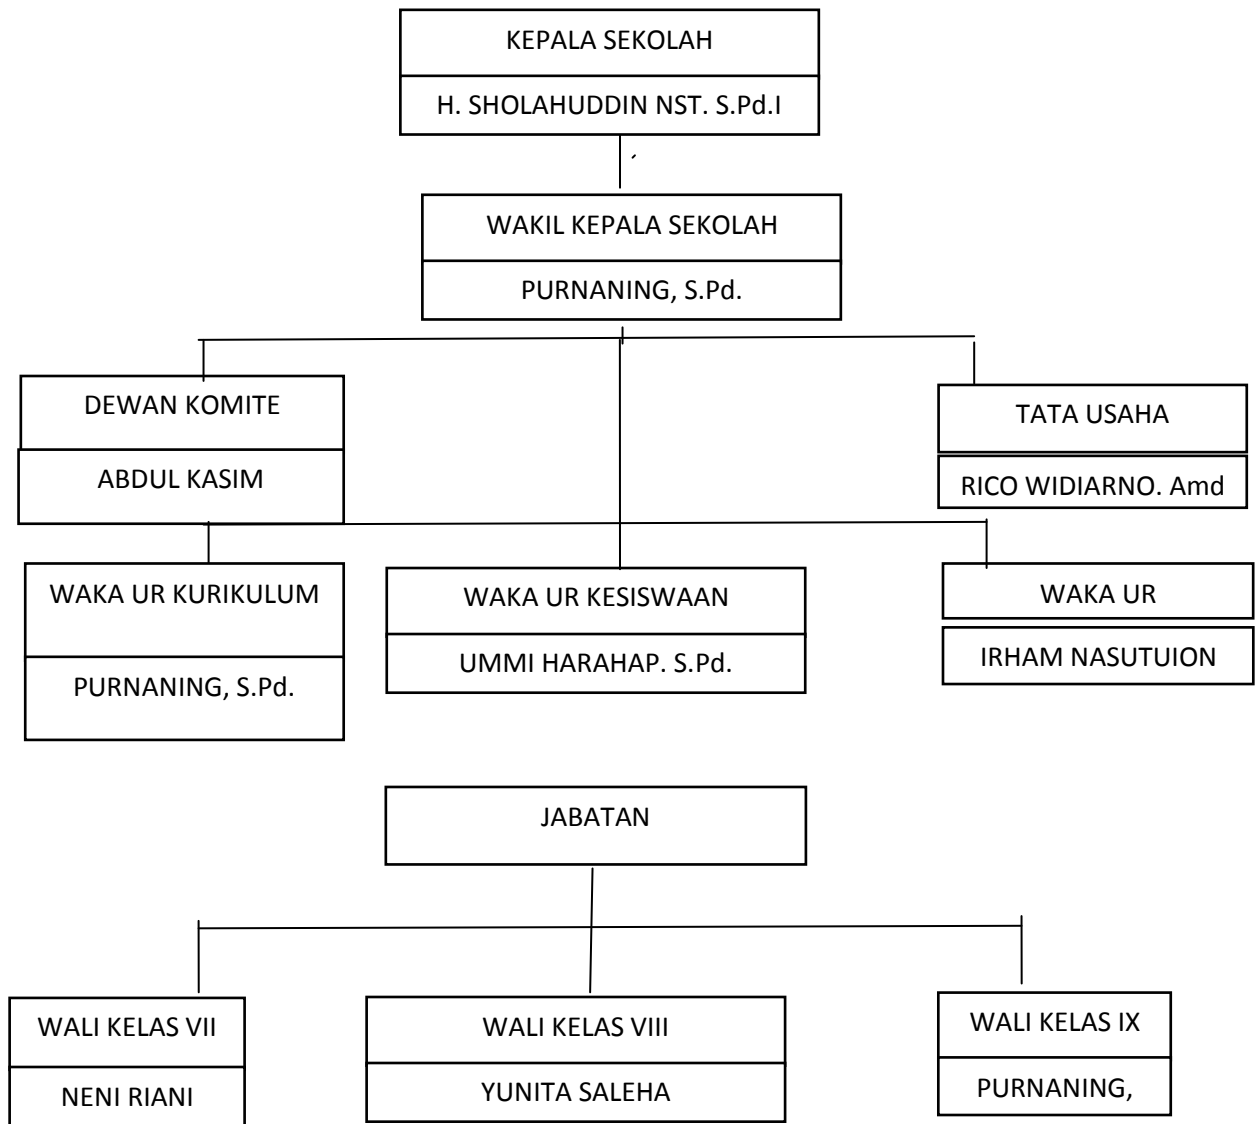 KEPALA SEKOLAH
H. SHOLAHUDDIN NST. S.Pd.I
WAKIL KEPALA SEKOLAH
PURNANING, S.Pd.
DEWAN KOMITE
ABDUL KASIM
TATA USAHA
RICO WIDIARNO. Amd
WAKA UR KURIKULUM
PURNANING, S.Pd.
WAKA UR KESISWAAN
UMMI HARAHAP. S.Pd.
WAKA UR
IRHAM NASUTUION
JABATAN
WALI KELAS VII
NENI RIANI
WALI KELAS VIII
YUNITA SALEHA
WALI KELAS IX
PURNANING,